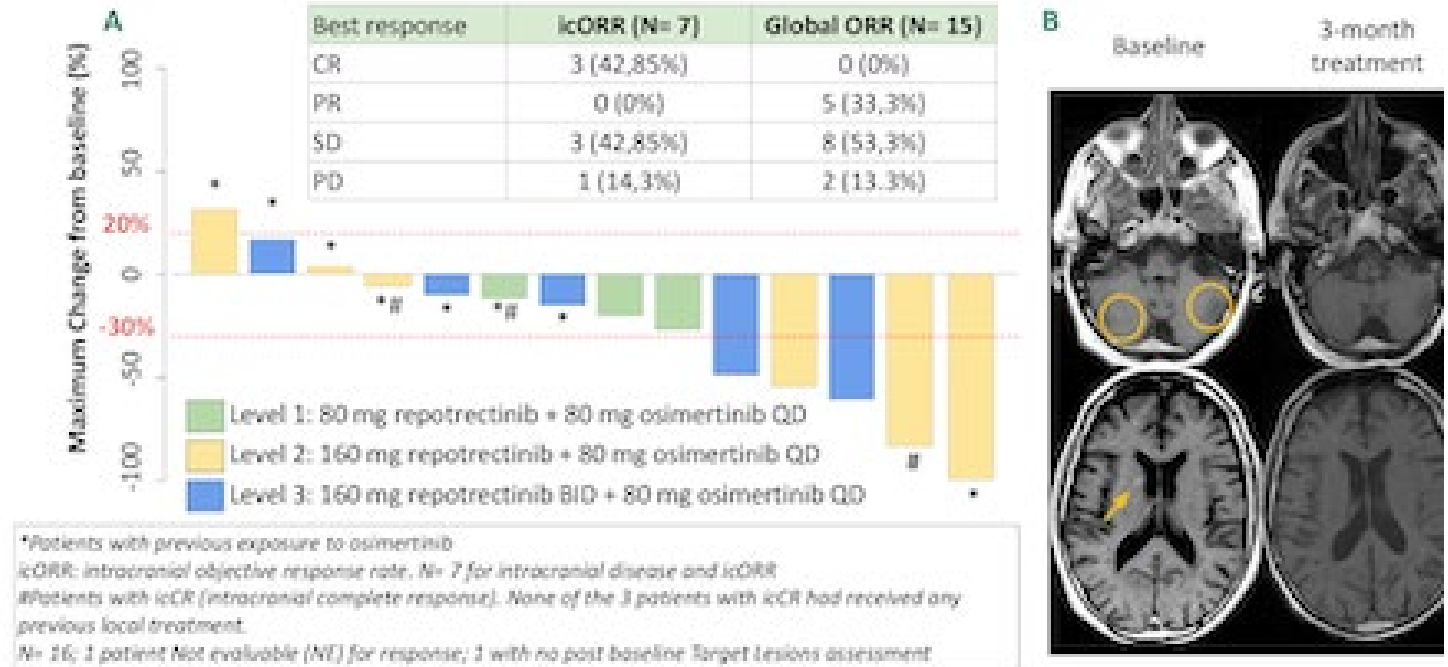 A
Maximum Change from baseline (%)
100
50
0
-50
-100
20%
-30%
Best response icORR (N= 7) Global ORR (N= 15)
CR 3 (42,85%) 0 (0%)
PR 0 (0%) 5 (33,3%)
SD 3 (42,85%) 8 (53,3%)
PD 1 (14,3%) 2 (13.3%)
*
*
*
*#
*
*#
*
#
*
Level 1: 80 mg repotrectinib + 80 mg osimertinib QD
Level 2: 160 mg repotrectinib + 80 mg osimertinib QD
Level 3: 160 mg repotrectinib BID + 80 mg osimertinib QD
*Patients with previous exposure to osimertinib
icORR: intracranial objective response rate. N= 7 for intracranial disease and icORR
#Patients with icCR (intracranial complete response). None of the 3 patients with icCR had received any
previous local treatment.
N= 16; 1 patient Not evaluable (NE) for response; 1 with no post baseline Target Lesions assessment
B
Baseline
3-month
treatment